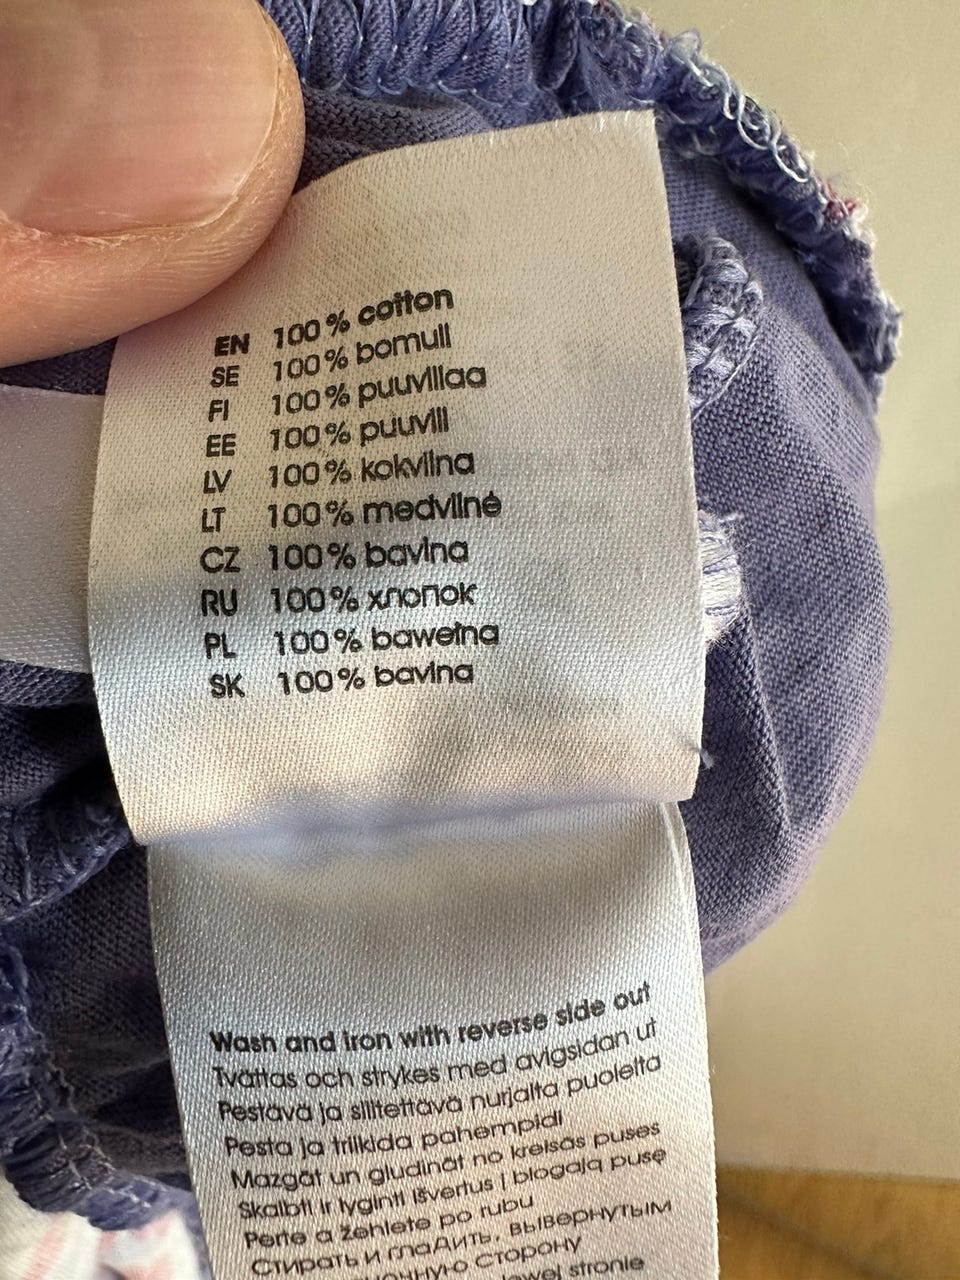 EN 100% cotton
SE 100% bomull
FI 100% puuvillaa
EE 100% puuvill
LV 100% kokvilna
LT 100% medvilnė
CZ 100% bavlna
RU 100% хлопок
PL 100% bawełna
SK 100% bavlna
Wash and iron with reverse side out
Tvättas och strykes med avigsidan ut
Pestävä ja silitettävä nurjalta puolelta
Pesta ja triikida pahempidi
Mazgāt un gludināt no kreisās puses
Skalbti ir lyginti išvertus į blogąją pusę
Perte a žehlete po rubu
Стирать и гладить, вывернутым
сторону
stronie